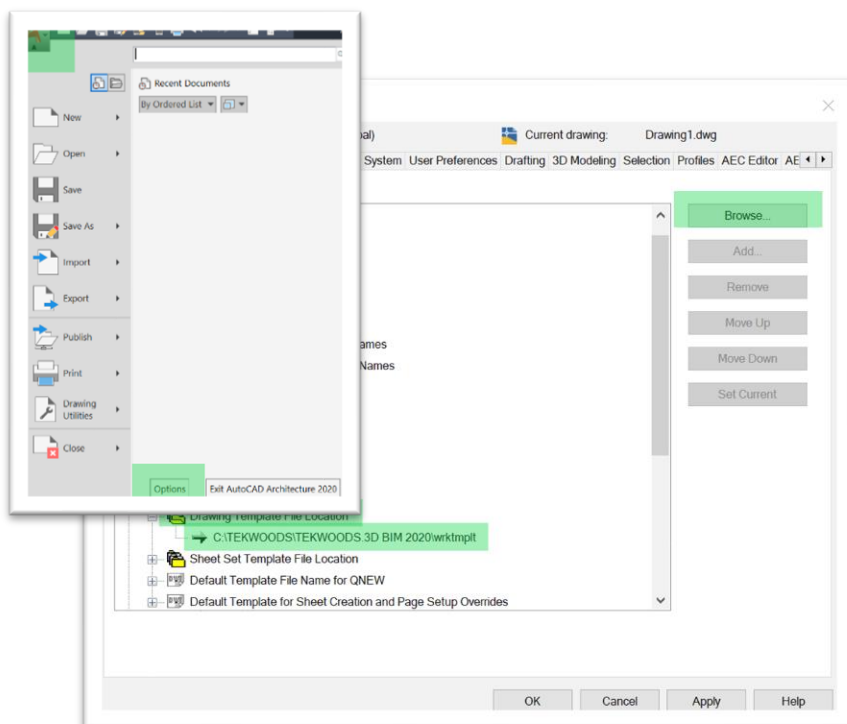 Recent Documents
By Ordered List
New
Open
Save
Save As
Import
Export
Publish
Print
Drawing
Utilities
Close
Options
Exit AutoCAD Architecture 2020
Current drawing:
Drawing1.dwg
System
User Preferences
Drafting
3D Modeling
Selection
Profiles
AEC Editor
AE
ames
Names
Browse...
Add...
Remove
Move Up
Move Down
Set Current
Drawing Template File Location
C:\TEKWOODS\TEKWOODS.3D BIM 2020\wrktmplt
Sheet Set Template File Location
Default Template File Name for QNEW
Default Template for Sheet Creation and Page Setup Overrides
OK
Cancel
Apply
Help